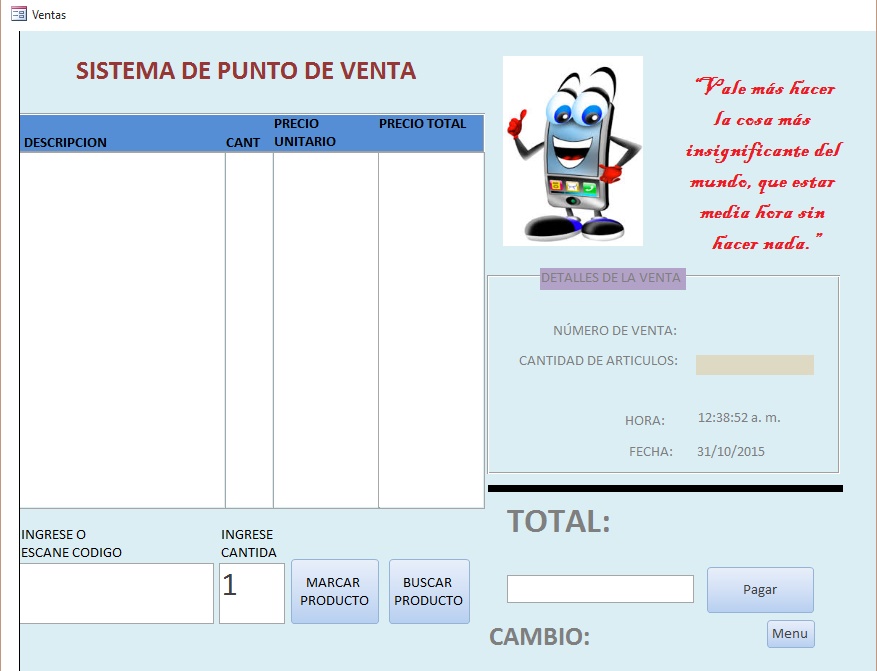 Ventas
SISTEMA DE PUNTO DE VENTA
DESCRIPCION
CANT
PRECIO
UNITARIO
PRECIO TOTAL
“Vale más hacer
la cosa más
insignificante del
mundo, que estar
media hora sin
hacer nada.”
DETALLES DE LA VENTA
NÚMERO DE VENTA:
CANTIDAD DE ARTICULOS:
HORA: 12:38:52 a. m.
FECHA: 31/10/2015
INGRESE O
ESCANE CODIGO
INGRESE
CANTIDA
1
MARCAR
PRODUCTO
BUSCAR
PRODUCTO
TOTAL:
Pagar
CAMBIO:
Menu